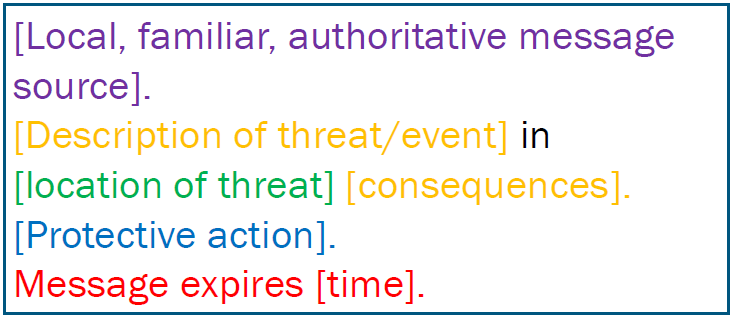 [Local, familiar, authoritative message
source].
[Description of threat/event] in
[location of threat] [consequences].
[Protective action].
Message expires [time].